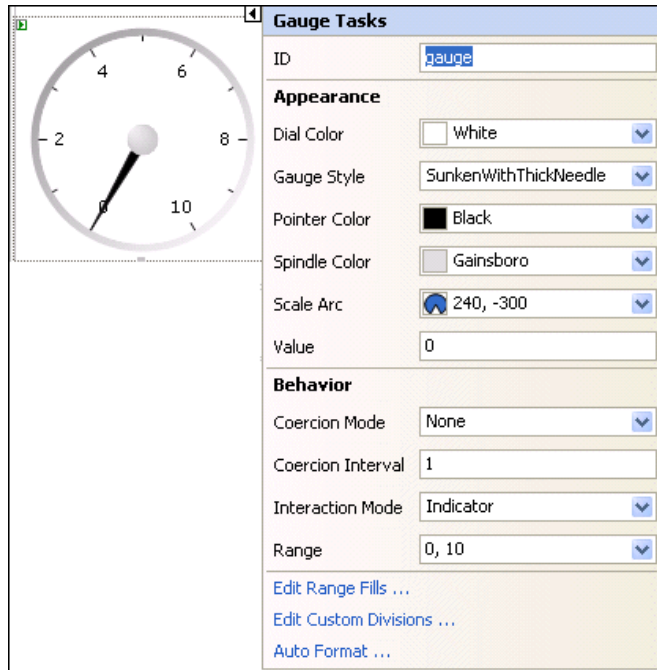 4 6
2 8
0 10
Gauge Tasks
ID gauge
Appearance
Dial Color White
Gauge Style SunkenWithThickNeedle
Pointer Color Black
Spindle Color Gainsboro
Scale Arc 240, -300
Value 0
Behavior
Coercion Mode None
Coercion Interval 1
Interaction Mode Indicator
Range 0, 10
Edit Range Fills ...
Edit Custom Divisions ...
Auto Format ...